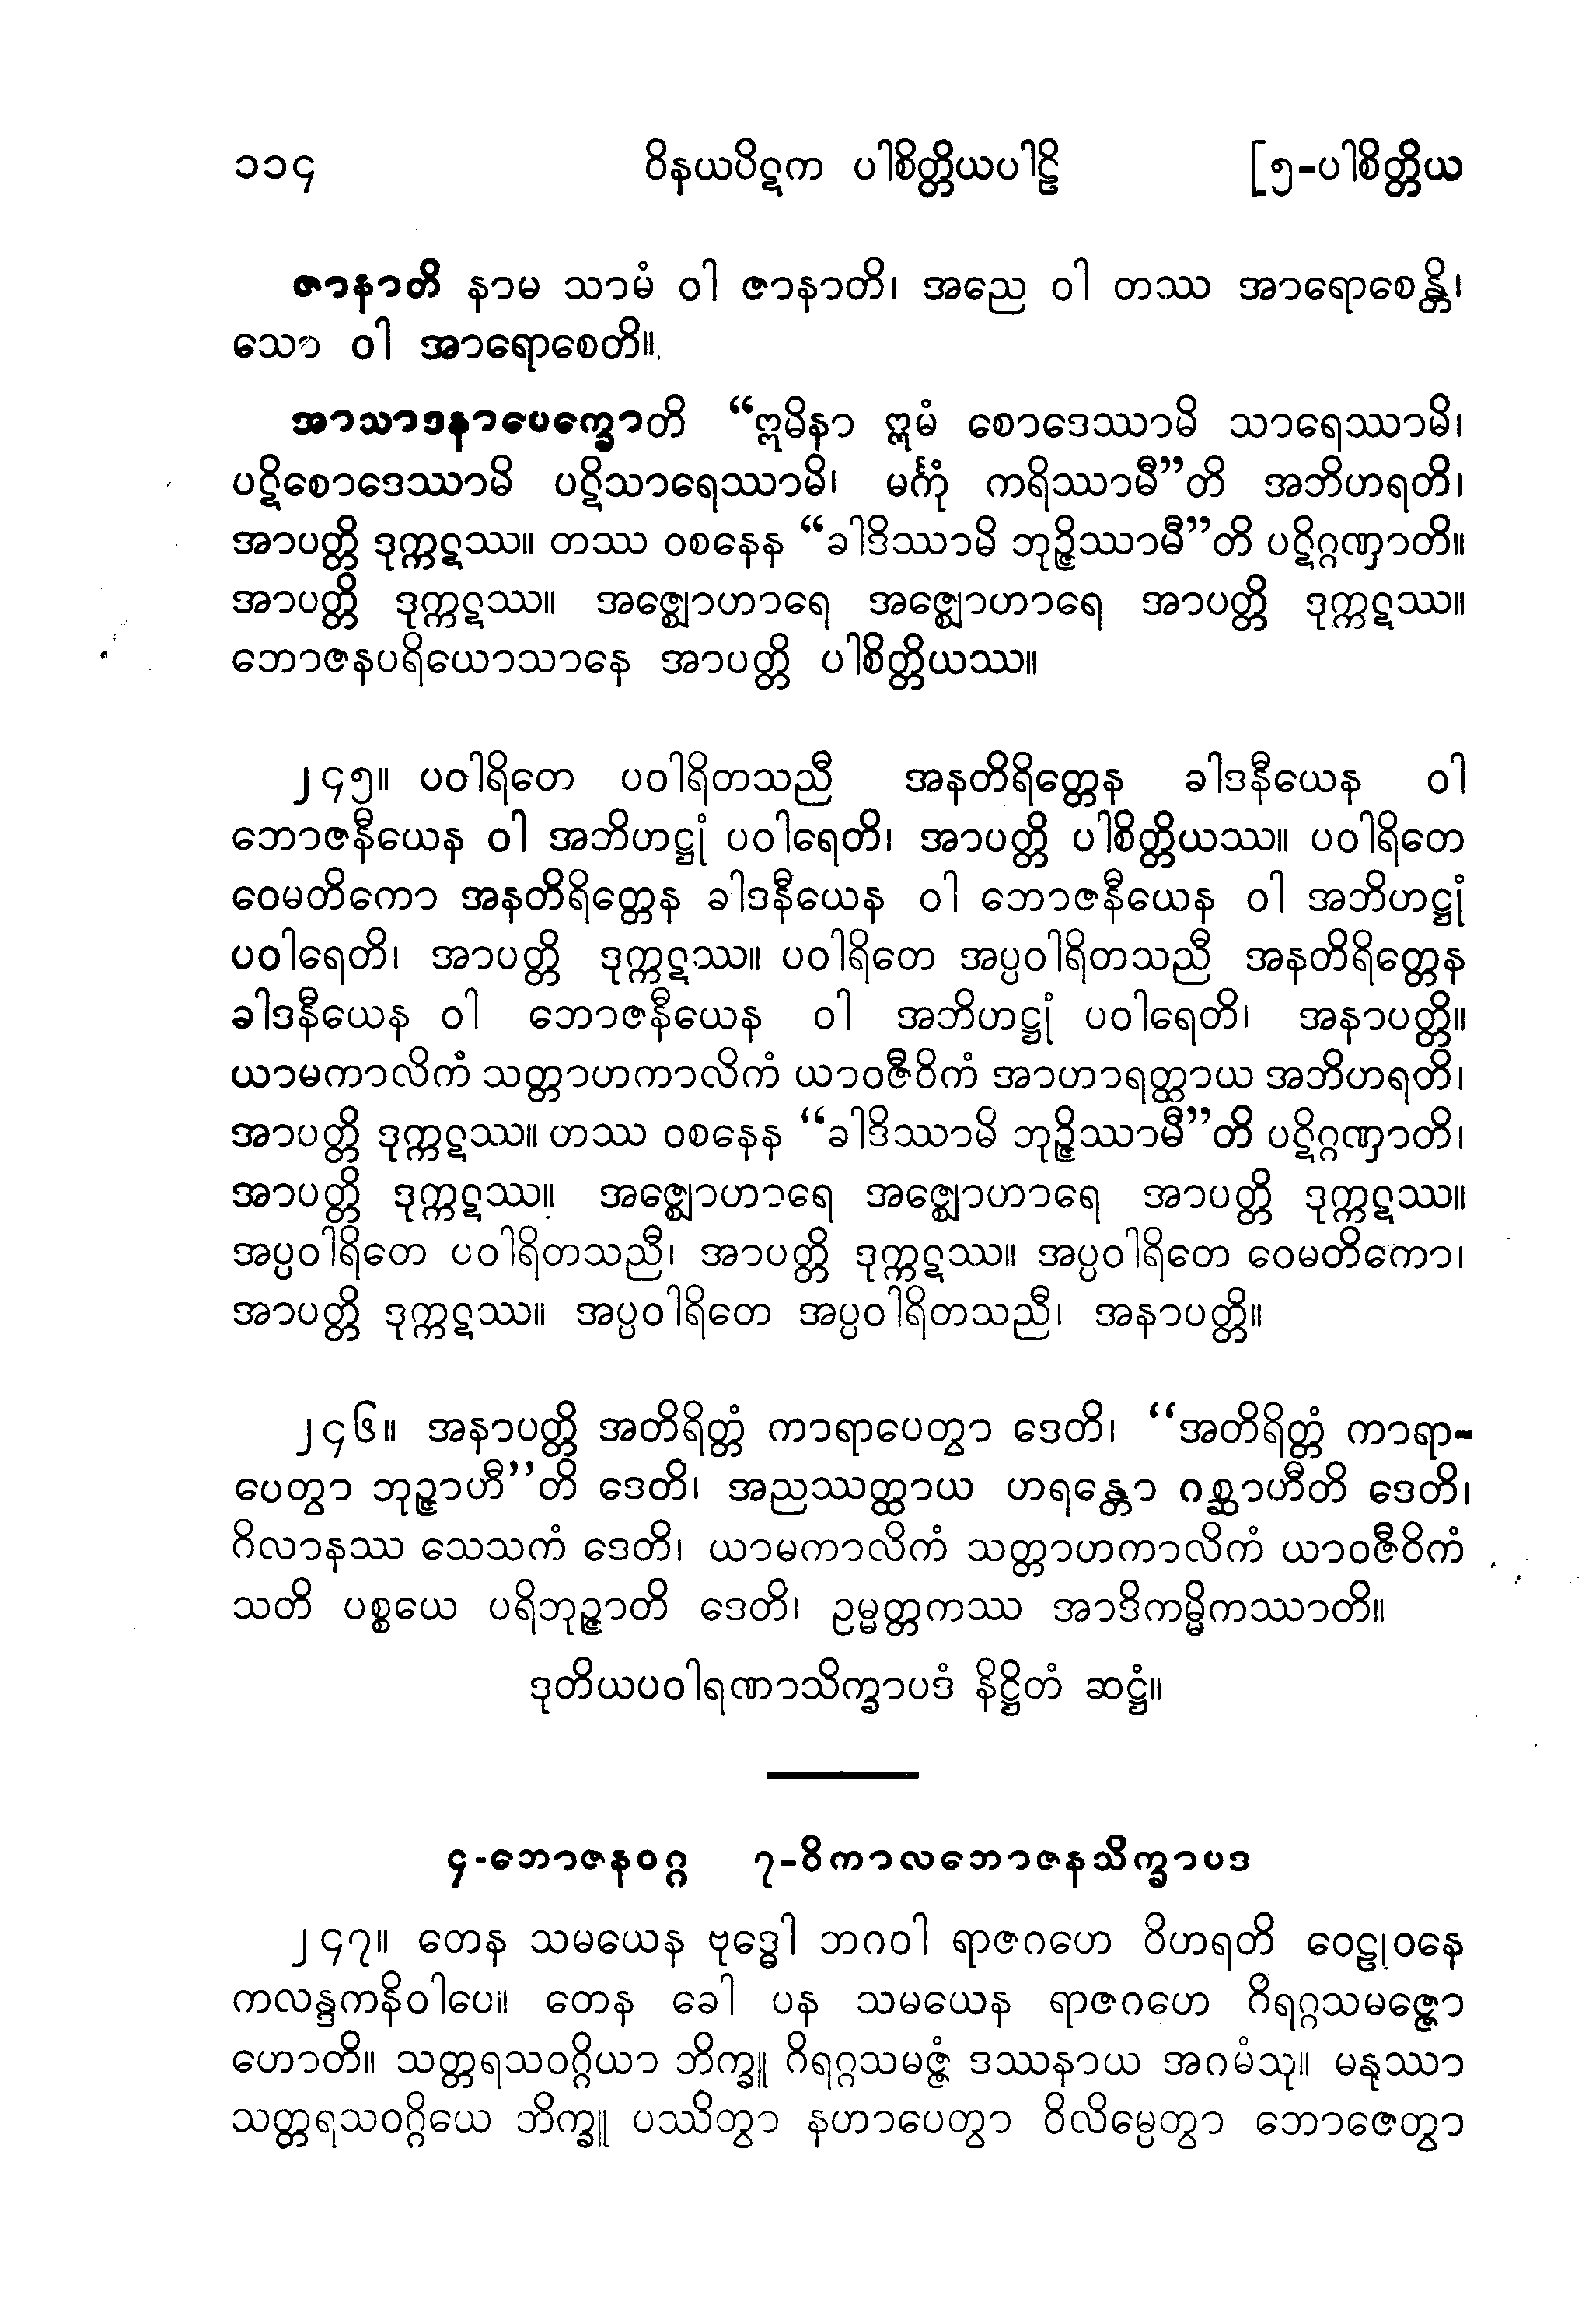 ၁၁၄ ဝိနယပိဋက ပါစိတ္တိယပါဠိ [၅-ပါစိတ္တိယ
ဇာနာတိ နာမ သာမံ ဝါ ဇာနာတိ၊ အညေ ဝါ တဿ အာရောစေန္တိ၊
သော ဝါ အာရောစေတိ။
အာသာဒနာပေက္ခောတိ “ဣမိနာ ဣမံ စောဒေဿာမိ သာရေဿာမိ၊
ပဋိစောဒေဿာမိ ပဋိသာရေဿာမိ၊ မင်္ကုံ ကရိဿာမီ”တိ အဘိဟရတိ၊
အာပတ္တိ ဒုက္ကဋဿ။ တဿ ဝစနေန “ခါဒိဿာမိ ဘုဉ္ဇိဿာမီ”တိ ပဋိဂ္ဂဏှာတိ။
အာပတ္တိ ဒုက္ကဋဿ။ အဇ္ဈောဟာရေ အဇ္ဈောဟာရေ အာပတ္တိ ဒုက္ကဋဿ။
ဘောဇနပရိယောသာနေ အာပတ္တိ ပါစိတ္တိယဿ။
၂၄၅။ ပဝါရိတေ ပဝါရိတသညီ အနတိရိတ္တေန ခါဒနီယေန ဝါ
ဘောဇနီယေန ဝါ အဘိဟဋ္ဌုံ ပဝါရေတိ၊ အာပတ္တိ ပါစိတ္တိယဿ။ ပဝါရိတေ
ဝေမတိကော အနတိရိတ္တေန ခါဒနီယေန ဝါ ဘောဇနီယေန ဝါ အဘိဟဋ္ဌုံ
ပဝါရေတိ၊ အာပတ္တိ ဒုက္ကဋဿ။ ပဝါရိတေ အပ္ပဝါရိတသညီ အနတိရိတ္တေန
ခါဒနီယေန ဝါ ဘောဇနီယေန ဝါ အဘိဟဋ္ဌုံ ပဝါရေတိ၊ အနာပတ္တိ။
ယာမကာလိကံ သတ္တာဟကာလိကံ ယာဝဇီဝိကံ အာဟာရတ္ထာယ အဘိဟရတိ၊
အာပတ္တိ ဒုက္ကဋဿ။ တဿ ဝစနေန “ခါဒိဿာမိ ဘုဉ္ဇိဿာမီ”တိ ပဋိဂ္ဂဏှာတိ၊
အာပတ္တိ ဒုက္ကဋဿ။ အဇ္ဈောဟာရေ အဇ္ဈောဟာရေ အာပတ္တိ ဒုက္ကဋဿ။
အပ္ပဝါရိတေ ပဝါရိတသညီ၊ အာပတ္တိ ဒုက္ကဋဿ။ အပ္ပဝါရိတေ ဝေမတိကော၊
အာပတ္တိ ဒုက္ကဋဿ။ အပ္ပဝါရိတေ အပ္ပဝါရိတသညီ၊ အနာပတ္တိ။
၂၄၆။ အနာပတ္တိ အတိရိတ္တံ ကာရာပေတွာ ဒေတိ၊ “အတိရိတ္တံ ကာရာ-
ပေတွာ ဘုဉ္ဇာဟီ”တိ ဒေတိ၊ အညဿတ္ထာယ ဟရန္တော ဂစ္ဆာဟီတိ ဒေတိ၊
ဂိလာနဿ သေသကံ ဒေတိ၊ ယာမကာလိကံ သတ္တာဟကာလိကံ ယာဝဇီဝိကံ
သတိ ပစ္စယေ ပရိဘုဉ္ဇာတိ ဒေတိ၊ ဥမ္မတ္တကဿ အာဒိကမ္မိကဿာတိ။
ဒုတိယပဝါရဏာသိက္ခာပဒံ နိဋ္ဌိတံ ဆဋ္ဌံ။
၄-ဘောဇနဝဂ္ဂ ၇-ဝိကာလဘောဇနသိက္ခာပဒ
၂၄၇။ တေန သမယေန ဗုဒ္ဓေါ ဘဂဝါ ရာဇဂဟေ ဝိဟရတိ ဝေဠုဝနေ
ကလန္ဒကနိဝါပေ။ တေန ခေါ ပန သမယေန ရာဇဂဟေ ဂိရဂ္ဂသမဇ္ဇော
ဟောတိ။ သတ္တရသဝဂ္ဂိယာ ဘိက္ခူ ဂိရဂ္ဂသမဇ္ဇံ ဒဿနာယ အဂမံသု။ မနုဿာ
သတ္တရသဝဂ္ဂိယေ ဘိက္ခူ ပဿိတွာ နဟာပေတွာ ဝိလိမ္ပေတွာ ဘောဇေတွာ